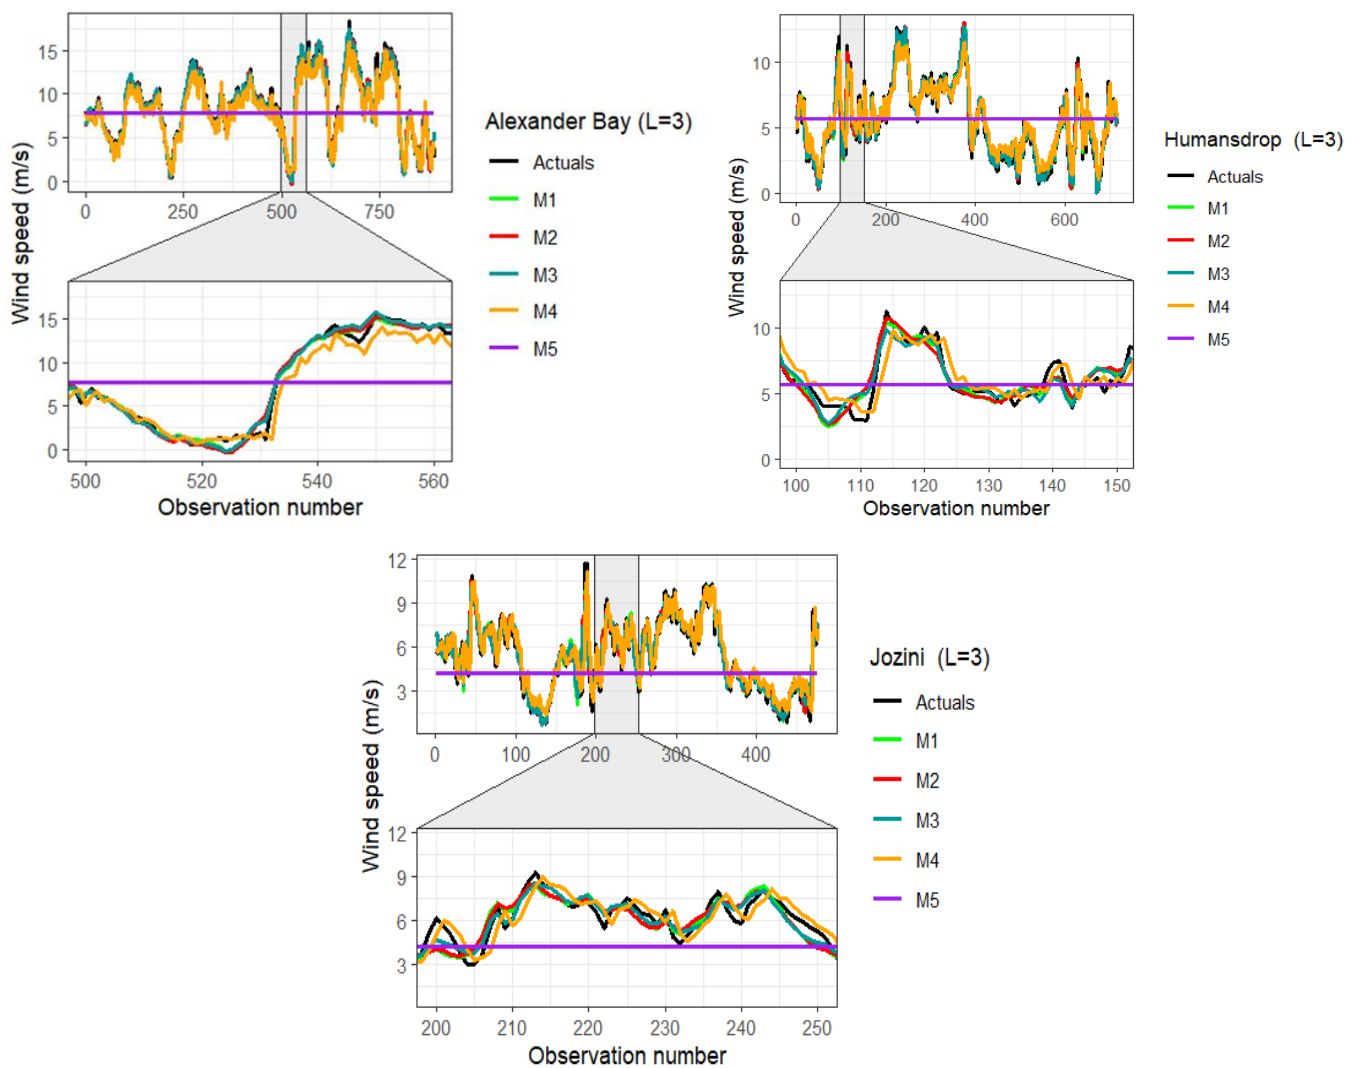 Wind speed (m/s)
15
10
5
0
0 250 500 750
15
10
5
0
500 520 540 560
Observation number
Alexander Bay (L=3)
Actuals
M1
M2
M3
M4
M5
Wind speed (m/s)
10
5
0
0 200 400 600
10
5
0
100 110 120 130 140 150
Observation number
Humansdrop (L=3)
Actuals
M1
M2
M3
M4
M5
Wind speed (m/s)
12
9
6
3
0 100 200 300 400
12
9
6
3
200 210 220 230 240 250
Observation number
Jozini (L=3)
Actuals
M1
M2
M3
M4
M5